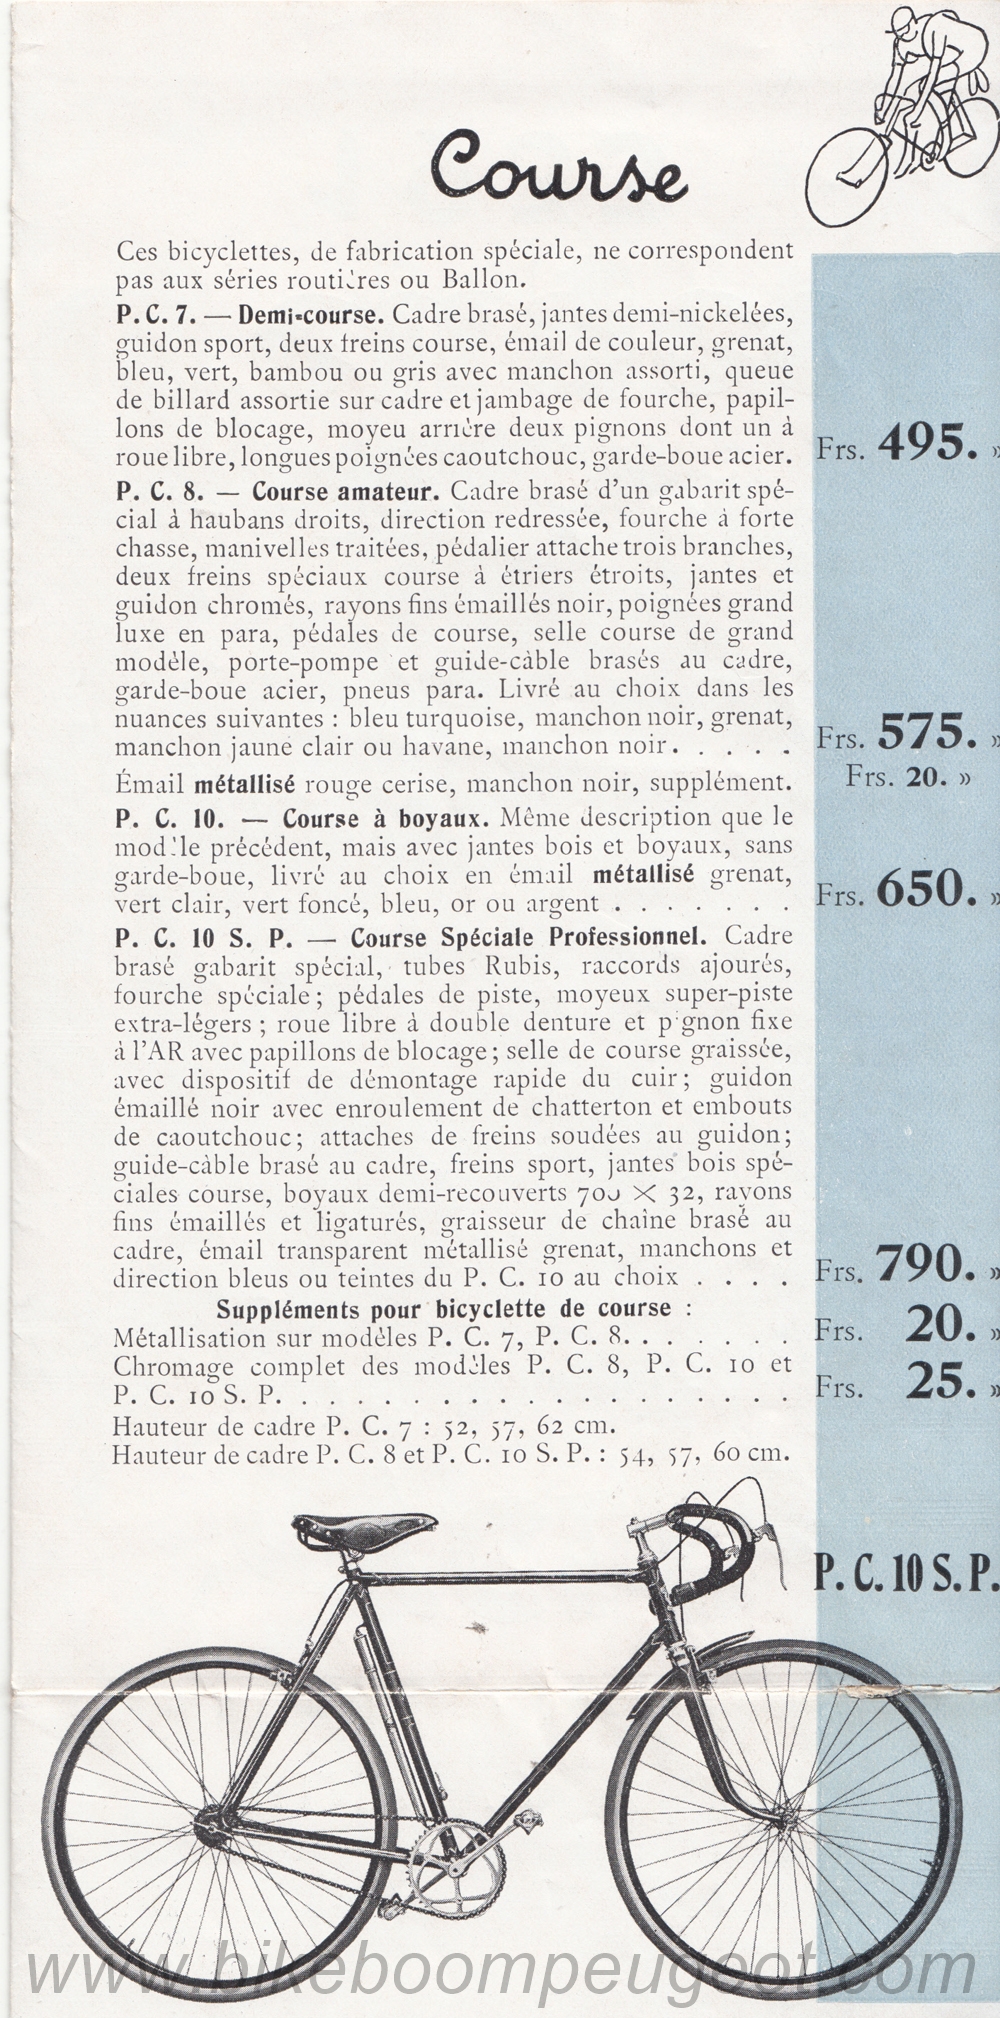 Course
Ces bicyclettes, de fabrication spéciale, ne correspondent
pas aux séries routières ou Ballon.
P. C. 7. — Demi-course. Cadre brasé, jantes demi-nickelées,
guidon sport, deux freins course, émail de couleur, grenat,
bleu, vert, bambou ou gris avec manchon assorti, queue
de billard assortie sur cadre et jambage de fourche, papil-
lons de blocage, moyeu arrière deux pignons dont un à
roue libre, longues poignées caoutchouc, garde-boue acier. Frs. 495. »
P. C. 8. — Course amateur. Cadre brasé d'un gabarit spé-
cial à haubans droits, direction redressée, fourche à forte
chasse, manivelles traitées, pédalier attache trois branches,
deux freins spéciaux course à étriers étroits, jantes et
guidon chromés, rayons fins émaillés noir, poignées grand
luxe en para, pédales de course, selle course de grand
modèle, porte-pompe et guide-câble brasés au cadre,
garde-boue acier, pneus para. Livré au choix dans les
nuances suivantes : bleu turquoise, manchon noir, grenat,
manchon jaune clair ou havane, manchon noir. . . . . Frs. 575. »
Émail métallisé rouge cerise, manchon noir, supplément. Frs. 20. »
P. C. 10. — Course à boyaux. Même description que le
modèle précédent, mais avec jantes bois et boyaux, sans
garde-boue, livré au choix en émail métallisé grenat,
vert clair, vert foncé, bleu, or ou argent . . . . . . . Frs. 650. »
P. C. 10 S. P. — Course Spéciale Professionnel. Cadre
brasé gabarit spécial, tubes Rubis, raccords ajourés,
fourche spéciale ; pédales de piste, moyeux super-piste
extra-légers ; roue libre à double denture et pignon fixe
à l'AR avec papillons de blocage ; selle de course graissée,
avec dispositif de démontage rapide du cuir ; guidon
émaillé noir avec enroulement de chatterton et embouts
de caoutchouc ; attaches de freins soudées au guidon ;
guide-câble brasé au cadre, freins sport, jantes bois spé-
ciales course, boyaux demi-recouverts 700 × 32, rayons
fins émaillés et ligaturés, graisseur de chaîne brasé au
cadre, émail transparent métallisé grenat, manchons et
direction bleus ou teintes du P. C. 10 au choix . . . . Frs. 790. »
Suppléments pour bicyclette de course :
Métallisation sur modèles P. C. 7, P. C. 8. . . . . . . Frs. 20. »
Chromage complet des modèles P. C. 8, P. C. 10 et
P. C. 10 S. P. . . . . . . . . . . . . . . . . . . Frs. 25. »
Hauteur de cadre P. C. 7 : 52, 57, 62 cm.
Hauteur de cadre P. C. 8 et P. C. 10 S. P. : 54, 57, 60 cm.
P. C. 10 S. P.
www.bikeboompeugeot.com